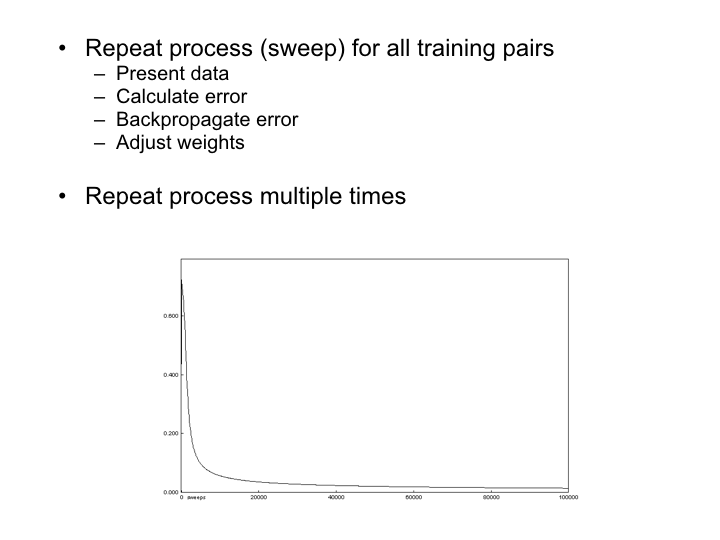 • Repeat process (sweep) for all training pairs
– Present data
– Calculate error
– Backpropagate error
– Adjust weights
• Repeat process multiple times
0.600
0.400
0.200
0.000
0 sweeps 20000 40000 60000 80000 100000